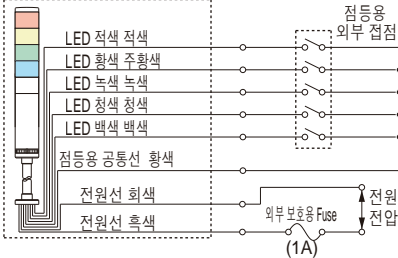 점등용
외부 접점
LED 적색 적색
LED 황색 주황색
LED 녹색 녹색
LED 청색 청색
LED 백색 백색
점등용 공통선 황색
전원선 회색
전원
전압
외부 보호용 Fuse
전원선 흑색
(1A)